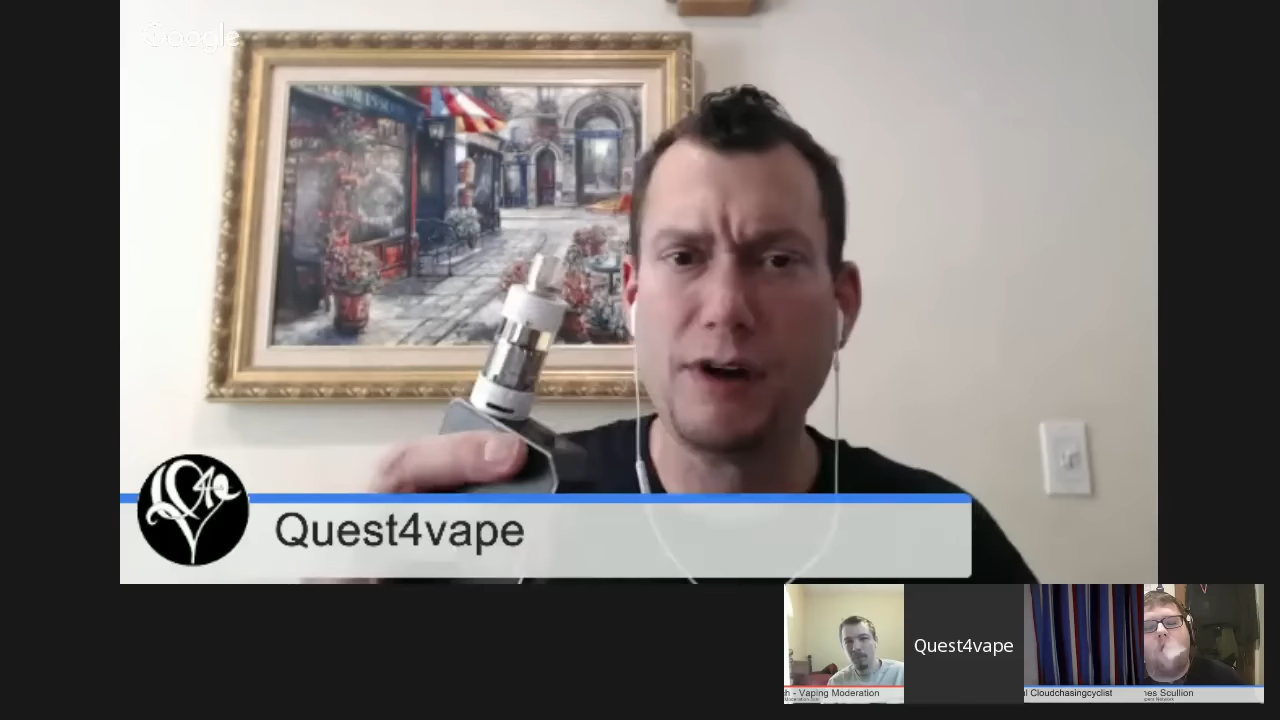 Google
Quest4vape
Quest4vape
h - Vaping Moderation
l Cloudchasingcyclist
nes Scullion